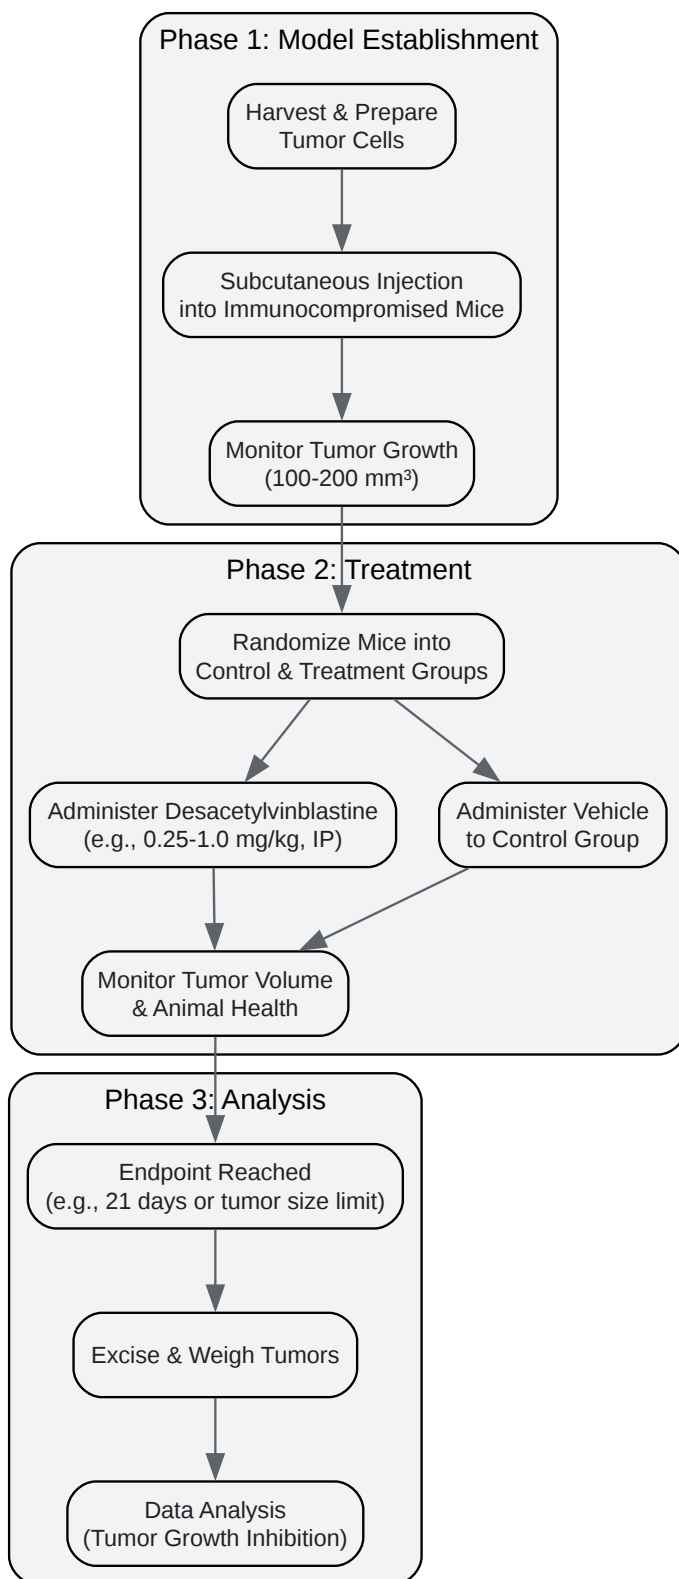 Phase 1: Model Establishment
Harvest & Prepare
Tumor Cells
Subcutaneous Injection
into Immunocompromised Mice
Monitor Tumor Growth
(100-200 mm³)
Phase 2: Treatment
Randomize Mice into
Control & Treatment Groups
Administer Desacetylvinblastine
(e.g., 0.25-1.0 mg/kg, IP)
Administer Vehicle
to Control Group
Monitor Tumor Volume
& Animal Health
Phase 3: Analysis
Endpoint Reached
(e.g., 21 days or tumor size limit)
Excise & Weigh Tumors
Data Analysis
(Tumor Growth Inhibition)